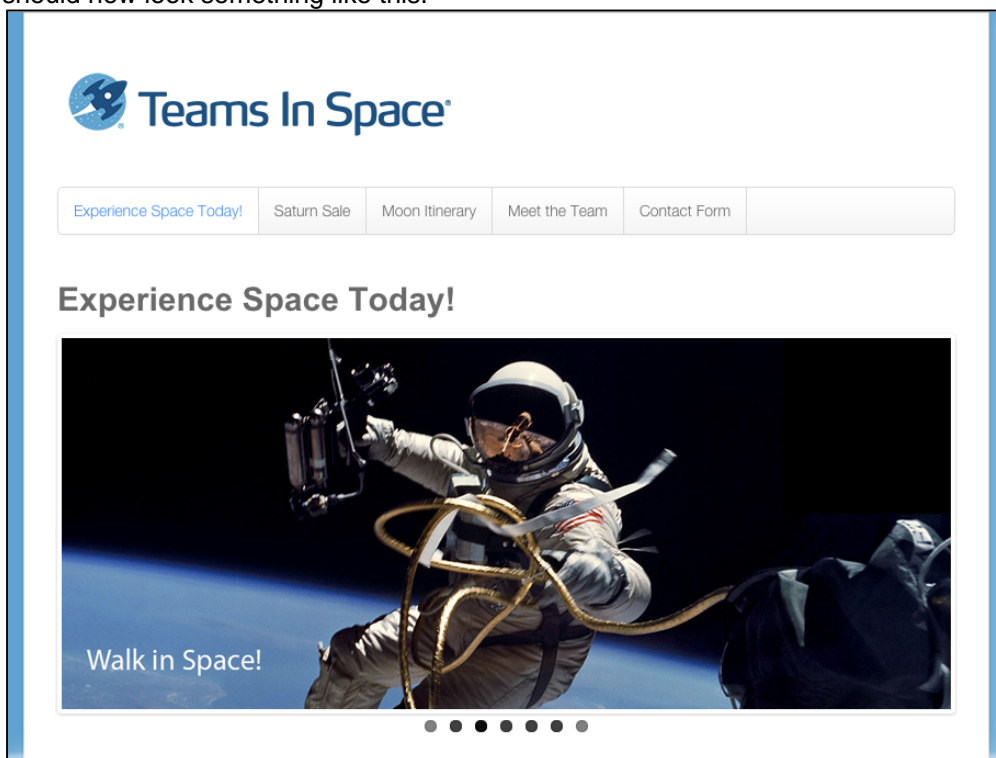 should now look something like this:
Teams In Space®
Experience Space Today! Saturn Sale Moon Itinerary Meet the Team Contact Form
Experience Space Today!
Walk in Space!